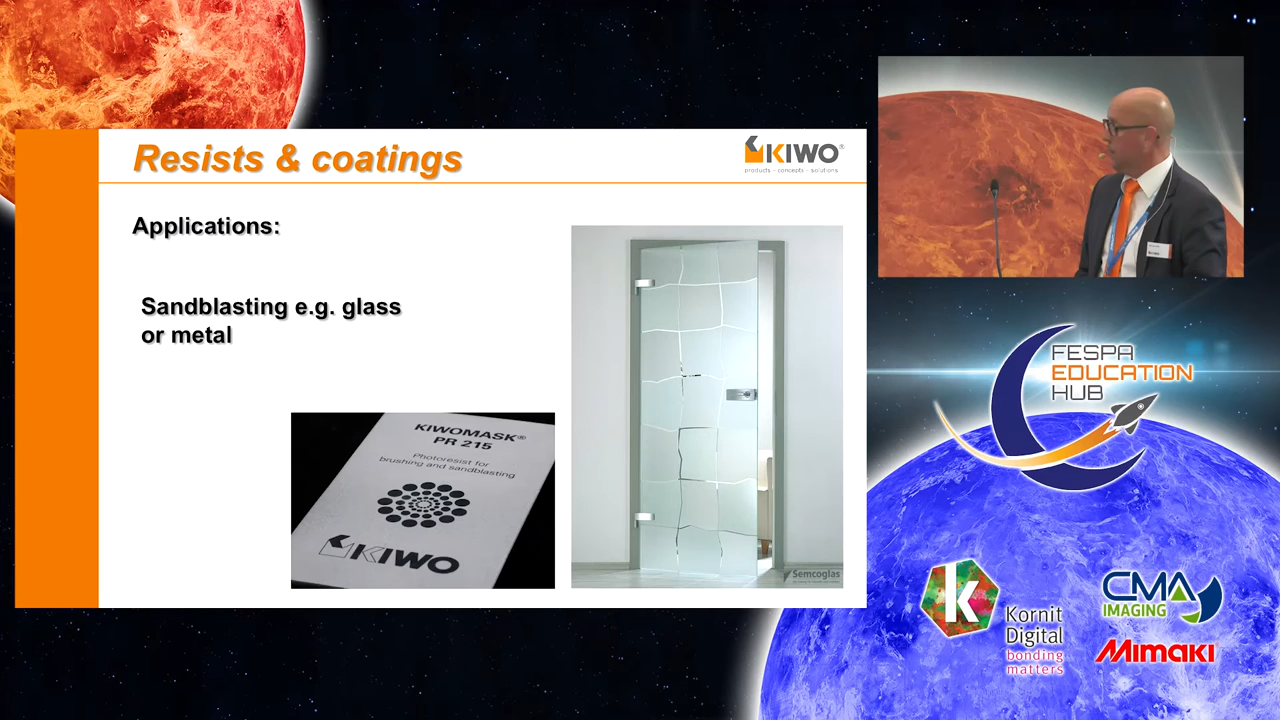 Resists & coatings
KIWO®
products – concepts – solutions
Applications:
Sandblasting e.g. glass
or metal
KIWOMASK®
PR 215
Photoresist for
brushing and sandblasting
KIWO
Semcoglas
FESPA
EDUCATION
HUB
k
Kornit
Digital
bonding
matters
CMA
IMAGING
Mimaki